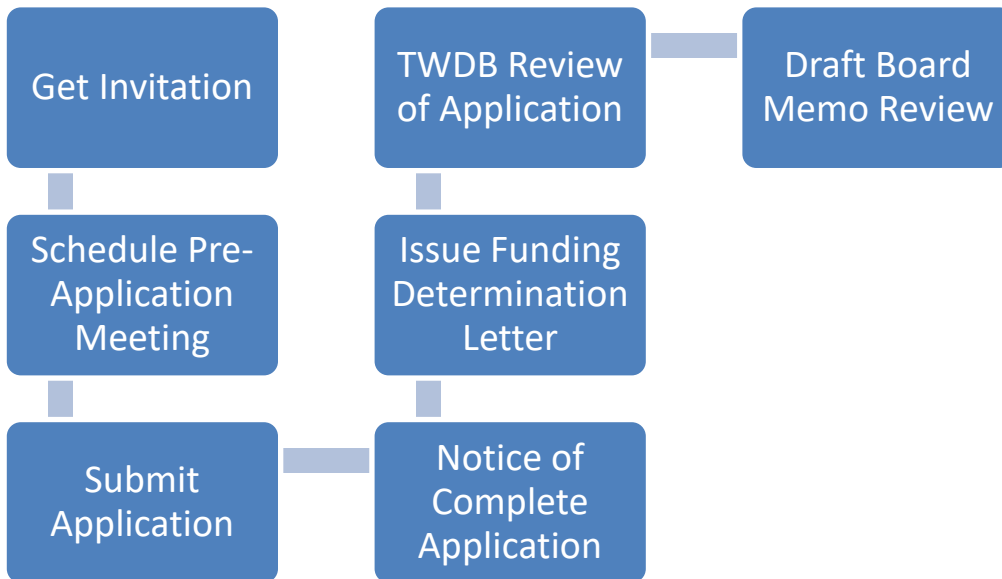 Get Invitation
Schedule Pre-
Application
Meeting
Submit
Application
Notice of
Complete
Application
Issue Funding
Determination
Letter
TWDB Review
of Application
Draft Board
Memo Review